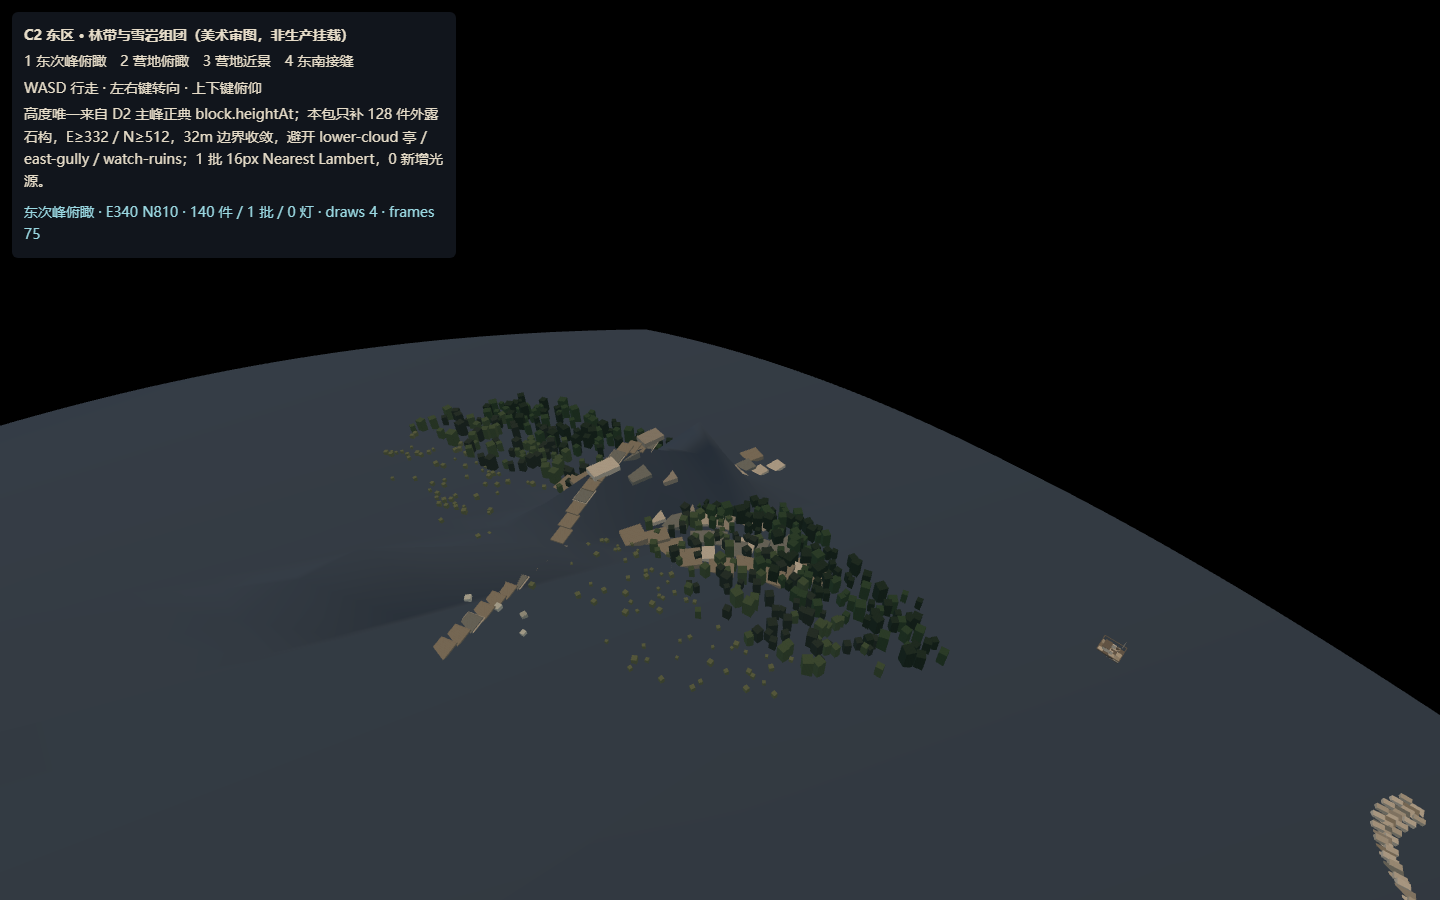 C2 东区 • 林带与雪岩组团（美术审图，非生产挂载）
1 东次峰俯瞰 2 营地俯瞰 3 营地近景 4 东南接缝
WASD 行走 · 左右键转向 · 上下键俯仰
高度唯一来自 D2 主峰正典 block.heightAt；本包只补 128 件外露
石构，E≥332 / N≥512，32m 边界收敛，避开 lower-cloud 亭 /
east-gully / watch-ruins；1 批 16px Nearest Lambert，0 新增光
源。
东次峰俯瞰 · E340 N810 · 140 件 / 1 批 / 0 灯 · draws 4 · frames
75